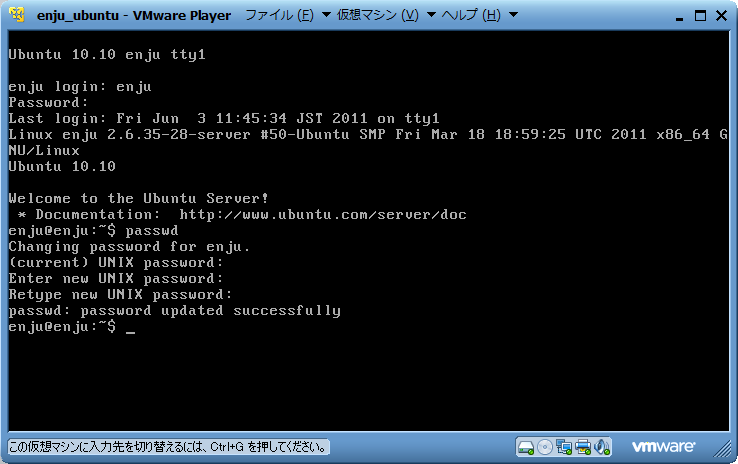 enju_ubuntu - VMware Player ファイル (F) ▼ 仮想マシン (V) ▼ ヘルプ (H) ▼
Ubuntu 10.10 enju tty1
enju login: enju
Password:
Last login: Fri Jun  3 11:45:34 JST 2011 on tty1
Linux enju 2.6.35-28-server #50-Ubuntu SMP Fri Mar 18 18:59:25 UTC 2011 x86_64 G
NU/Linux
Ubuntu 10.10
Welcome to the Ubuntu Server!
 * Documentation:  http://www.ubuntu.com/server/doc
enju@enju:~$ passwd
Changing password for enju.
(current) UNIX password:
Enter new UNIX password:
Retype new UNIX password:
passwd: password updated successfully
enju@enju:~$ _
この仮想マシンに入力先を切り替えるには、Ctrl+G を押してください。
vmware